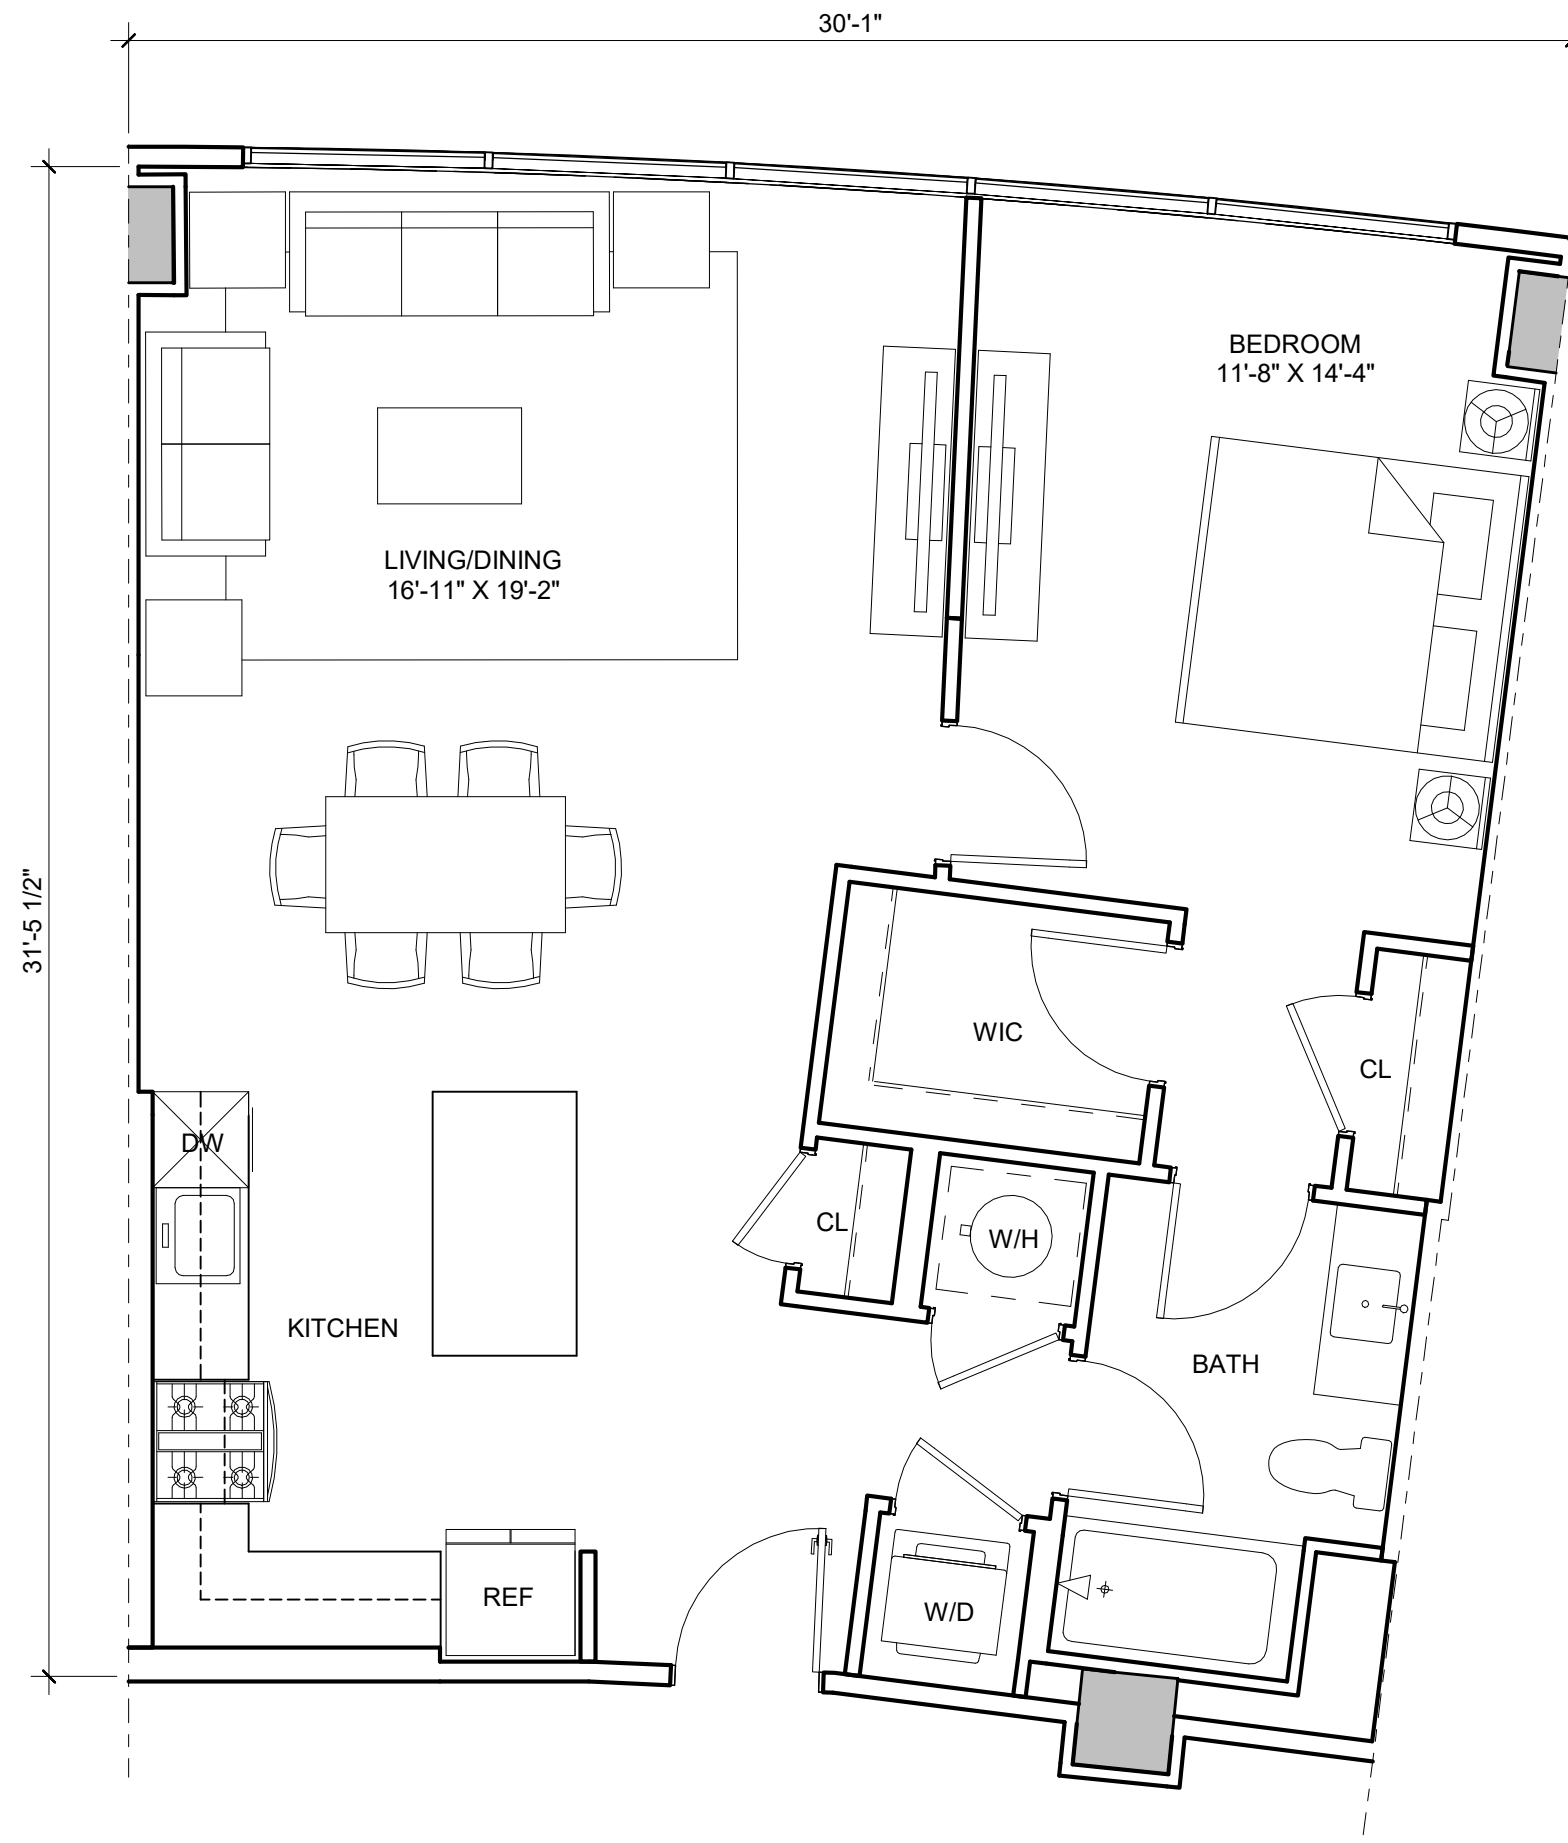 30'-1"
BEDROOM
11'-8" X 14'-4"
LIVING/DINING
16'-11" X 19'-2"
31'-5 1/2"
WIC
CL
DW
CL
W/H
KITCHEN
BATH
REF
W/D